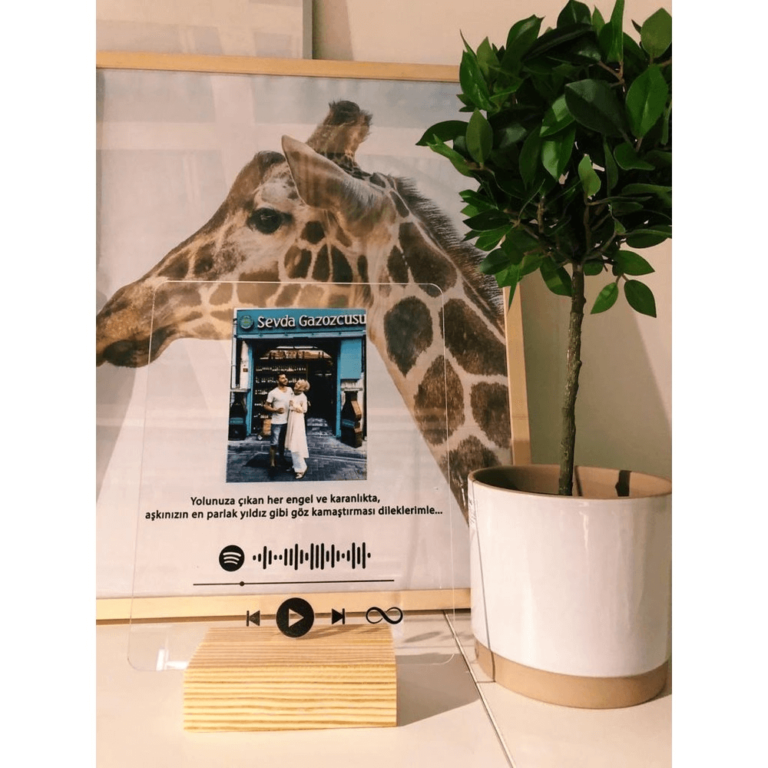 Sevda Gazozcusu
Yolunuza çıkan her engel ve karanlıkta,
aşkınızın en parlak yıldız gibi göz kamaştırması dileklerimle...